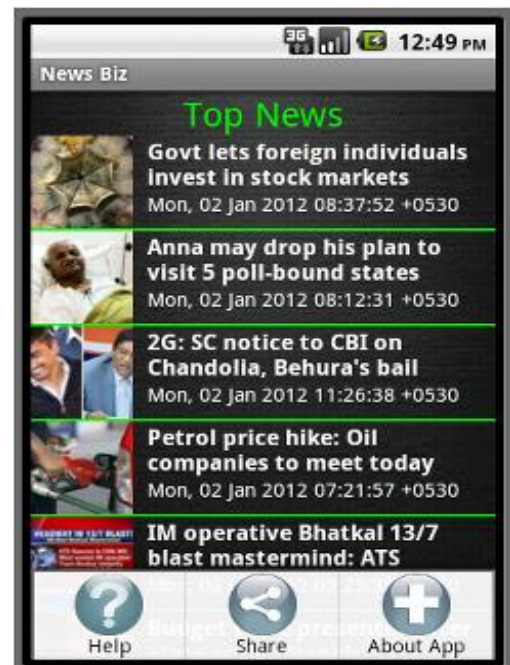 3G
12:49 PM
News Biz
Top News
Govt lets foreign individuals
invest in stock markets
Mon, 02 Jan 2012 08:37:52 +0530
Anna may drop his plan to
visit 5 poll-bound states
Mon, 02 Jan 2012 08:12:31 +0530
2G: SC notice to CBI on
Chandolia, Behura's bail
Mon, 02 Jan 2012 11:26:38 +0530
Petrol price hike: Oil
companies to meet today
Mon, 02 Jan 2012 07:21:57 +0530
IM operative Bhatkal 13/7
blast mastermind: ATS
Help
Share
About App